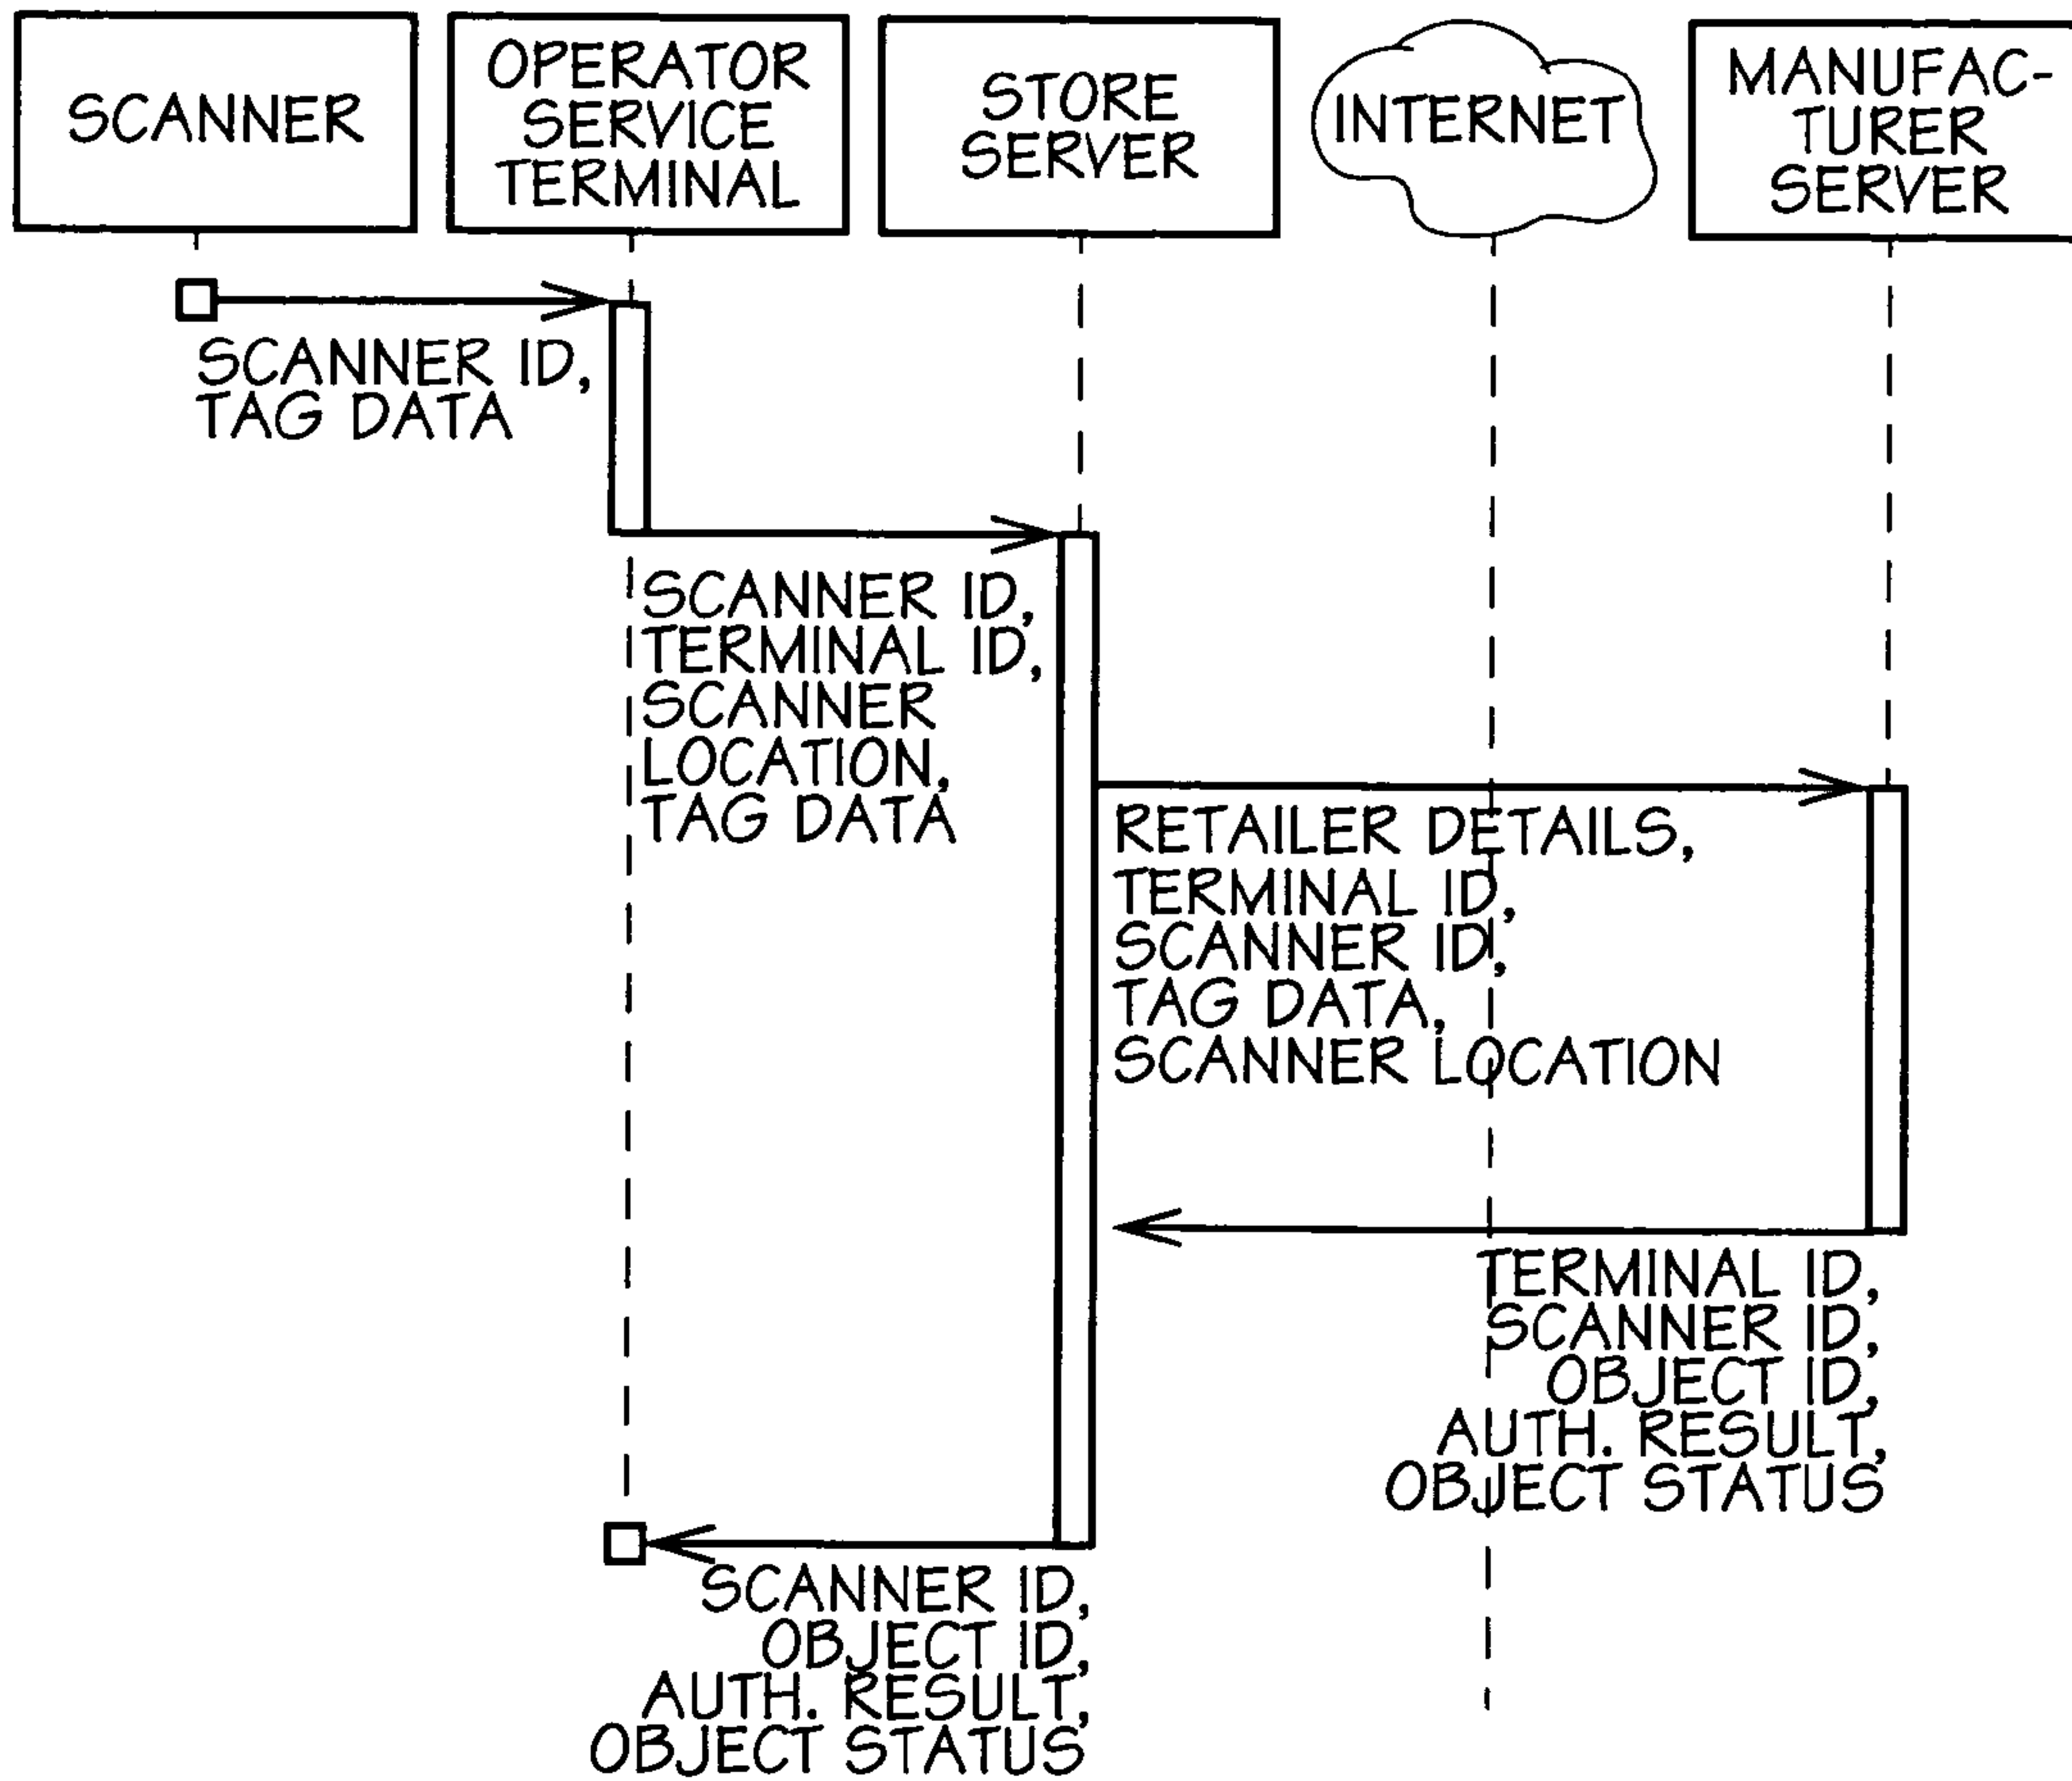 SCANNER
OPERATOR
SERVICE
TERMINAL
STORE
SERVER
INTERNET
MANUFAC-
TURER
SERVER
SCANNER ID,
TAG DATA
SCANNER ID,
TERMINAL ID,
SCANNER
LOCATION,
TAG DATA
RETAILER DETAILS,
TERMINAL ID,
SCANNER ID,
TAG DATA,
SCANNER LOCATION
TERMINAL ID,
SCANNER ID,
OBJECT ID,
AUTH. RESULT,
OBJECT STATUS
SCANNER ID,
OBJECT ID,
AUTH. RESULT,
OBJECT STATUS